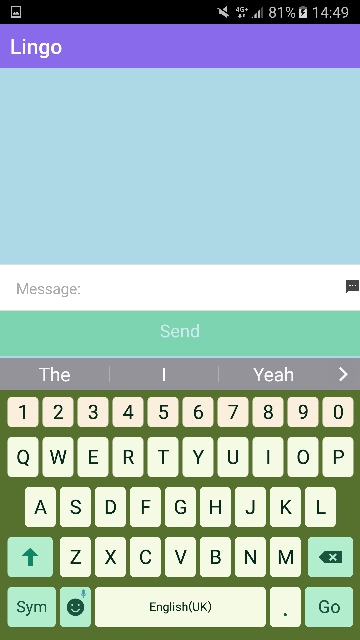 4G+ 81% 14:49
Lingo
Message:
Send
The I Yeah
1 2 3 4 5 6 7 8 9 0
Q W E R T Y U I O P
A S D F G H J K L
Z X C V B N M
Sym English(UK) . Go